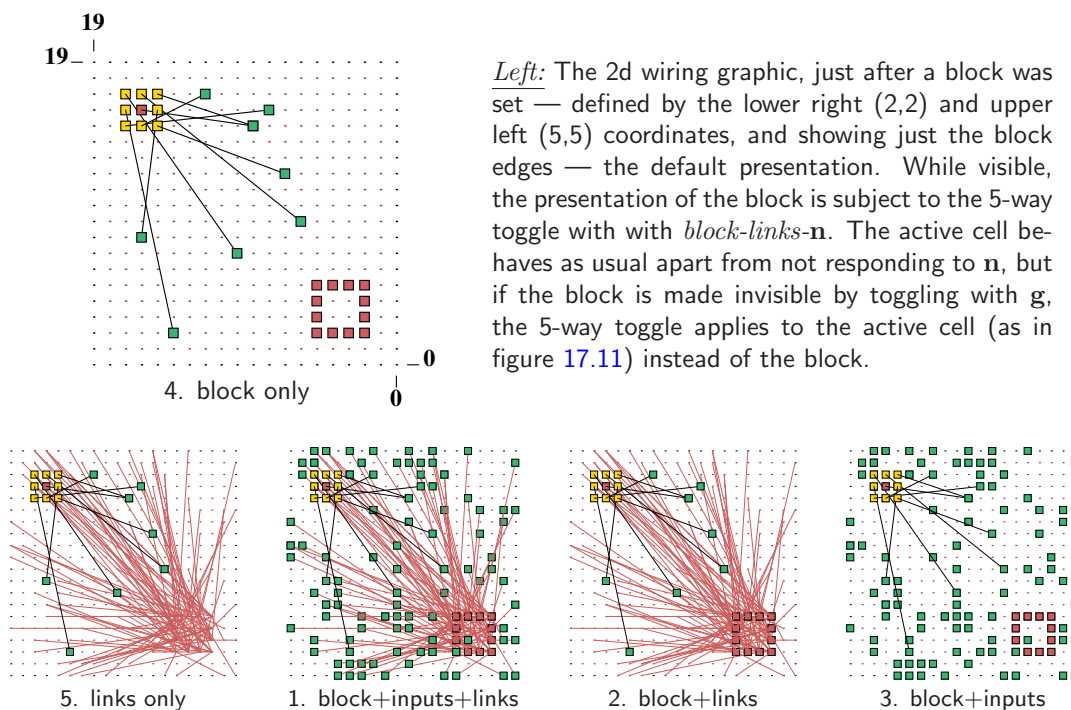 19
19
Left: The 2d wiring graphic, just after a block was
set — defined by the lower right (2,2) and upper
left (5,5) coordinates, and showing just the block
edges — the default presentation. While visible,
the presentation of the block is subject to the 5-way
toggle with with block-links-n. The active cell be-
haves as usual apart from not responding to n, but
if the block is made invisible by toggling with g,
the 5-way toggle applies to the active cell (as in
figure 17.11) instead of the block.
0
0
4. block only
5. links only
1. block+inputs+links
2. block+links
3. block+inputs